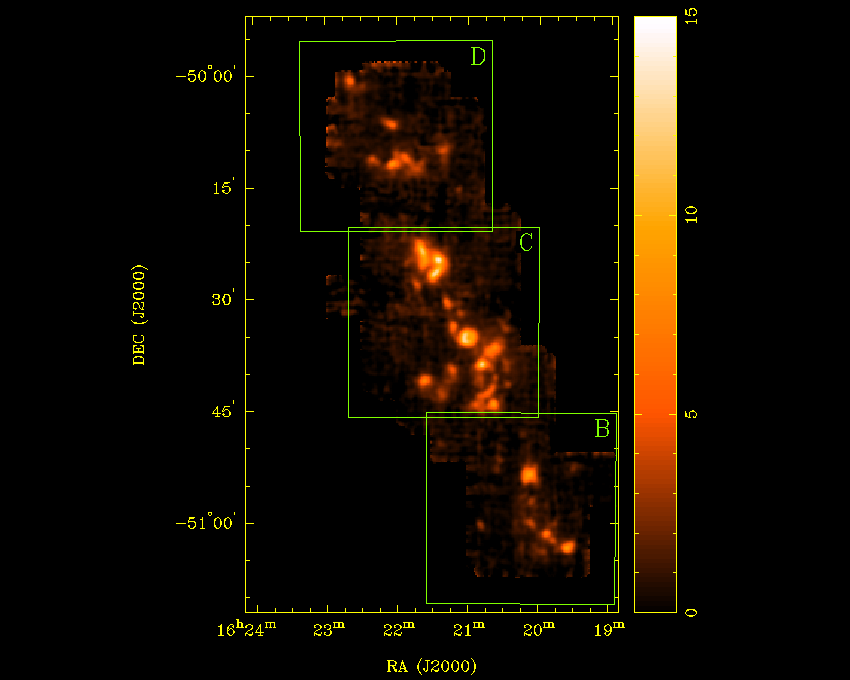 D
C
B
−50°00′
15′
30′
45′
−51°00′
DEC (J2000)
16ʰ24ᵐ 23ᵐ 22ᵐ 21ᵐ 20ᵐ 19ᵐ
RA (J2000)
15
10
5
0